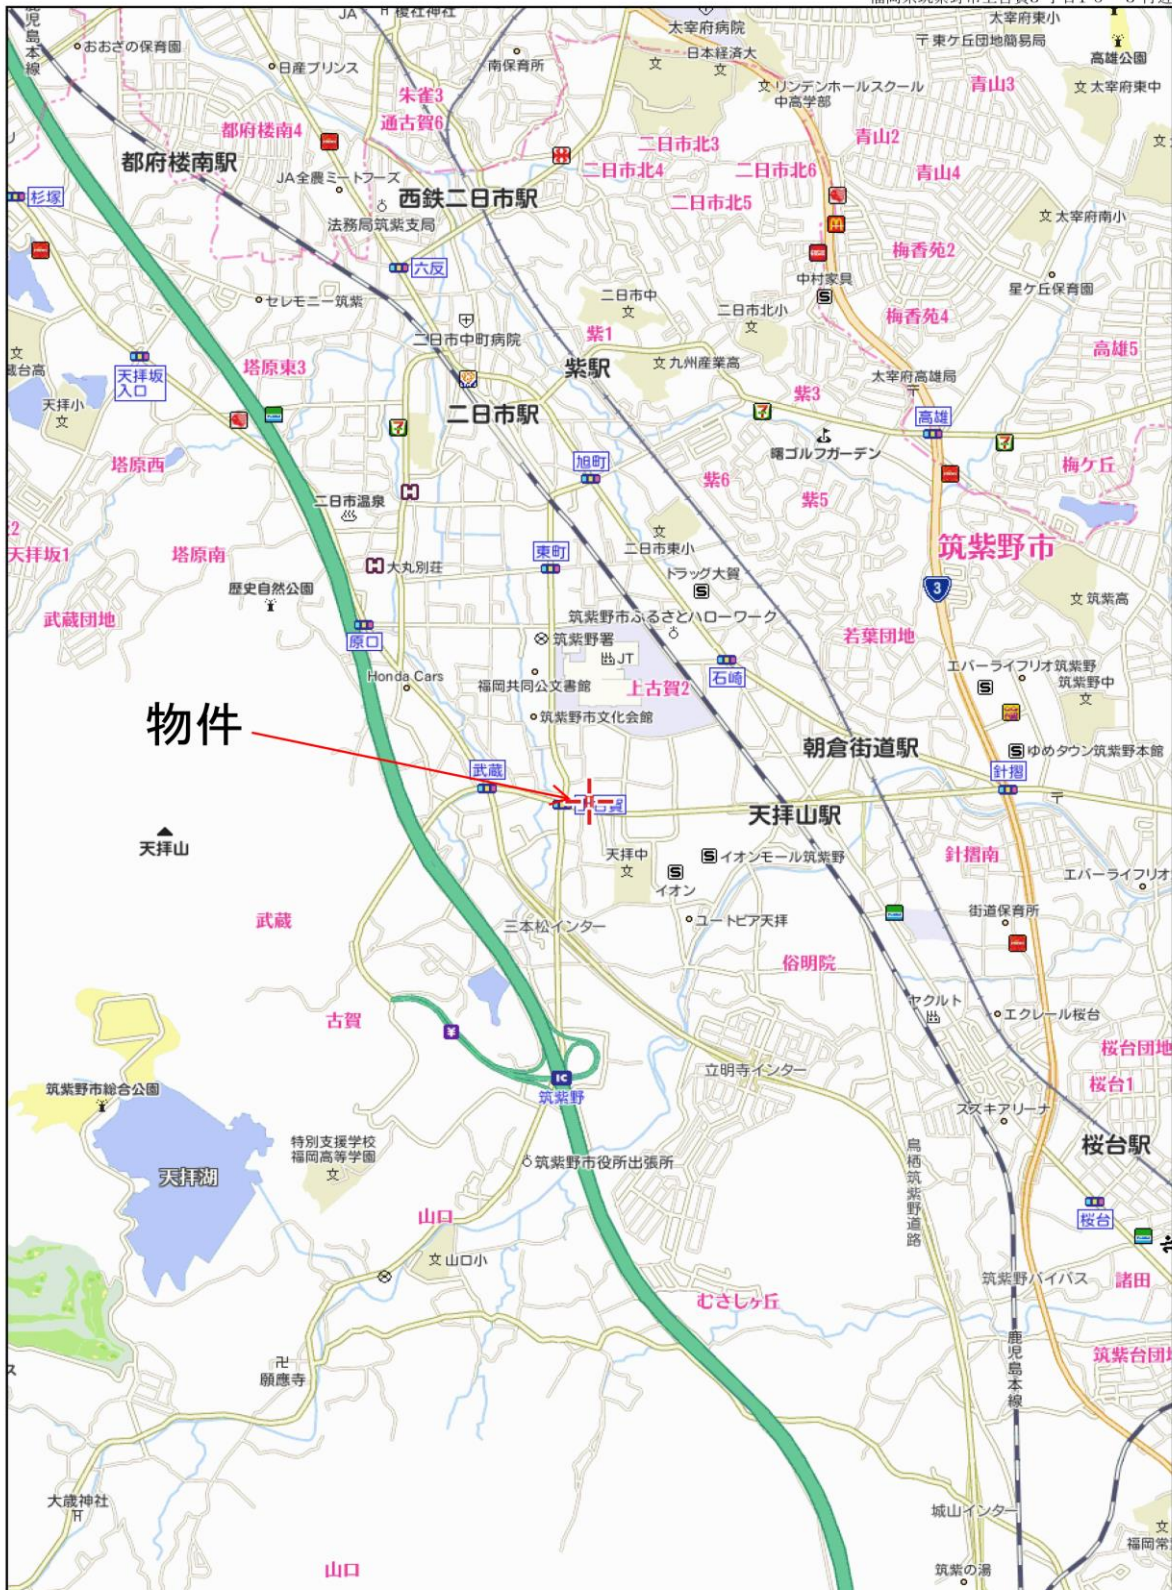 JA
鹿児島本線
おおざの保育園
日産プリンス
南保育所
太宰府病院
日本経済大
太宰府東小
東ケ丘団地簡易局
高雄公園
リンデンホールスクール
中高学部
太宰府東中
朱雀3
通古賀6
都府楼南4
都府楼南駅
JA全農ミートフーズ
西鉄二日市駅
法務局筑紫支局
二日市北3
二日市北4
二日市北5
二日市北6
青山3
青山2
青山4
杉塚
六反
太宰府南小
梅香苑2
中村家具
星ケ丘保育園
セレモニー筑紫
二日市中
二日市北小
梅香苑4
二日市中町病院
紫1
九州産業高
高雄5
天拝坂
入口
塔原東3
紫駅
太宰府高雄局
天拝小
二日市駅
紫3
高雄
曙ゴルフガーデン
塔原西
旭町
紫6
紫5
梅ケ丘
二日市温泉
天拝坂1
塔原南
東町
二日市東小
筑紫野市
大丸別荘
歴史自然公園
3
筑紫高
武蔵団地
筑紫野市ふるさとハローワーク
原口
筑紫野署
JT
若葉団地
Honda Cars
福岡共同公文書館
上古賀2
石崎
エバーライフリオ筑紫野
筑紫野中
物件
筑紫野市文化会館
朝倉街道駅
ゆめタウン筑紫野本館
武蔵
針摺
天拝山駅
天拝山
天拝中
イオンモール筑紫野
イオン
針摺南
エバーライフリオ
武蔵
三本松インター
ユートピア天拝
街道保育所
俗明院
古賀
ヤクルト
エクレール桜台
桜台団地
立明寺インター
桜台1
IC
筑紫野
筑紫野市総合公園
スズキアリーナ
特別支援学校
福岡高等学園
筑紫野市役所出張所
鳥栖筑紫野道路
桜台駅
天拝湖
山口
桜台
山口小
筑紫野バイパス
諸田
むさしヶ丘
鹿児島本線
願應寺
大歳神社
城山インター
山口
筑紫の湯